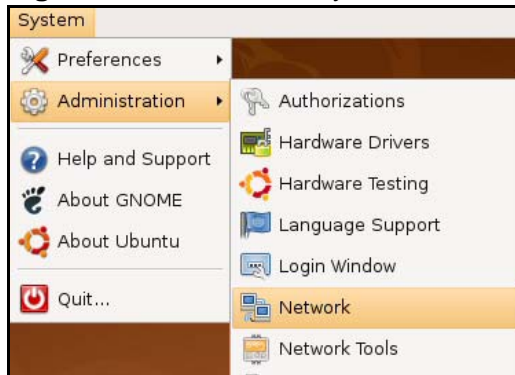 System
Preferences
Administration
Help and Support
About GNOME
About Ubuntu
Quit...
Authorizations
Hardware Drivers
Hardware Testing
Language Support
Login Window
Network
Network Tools